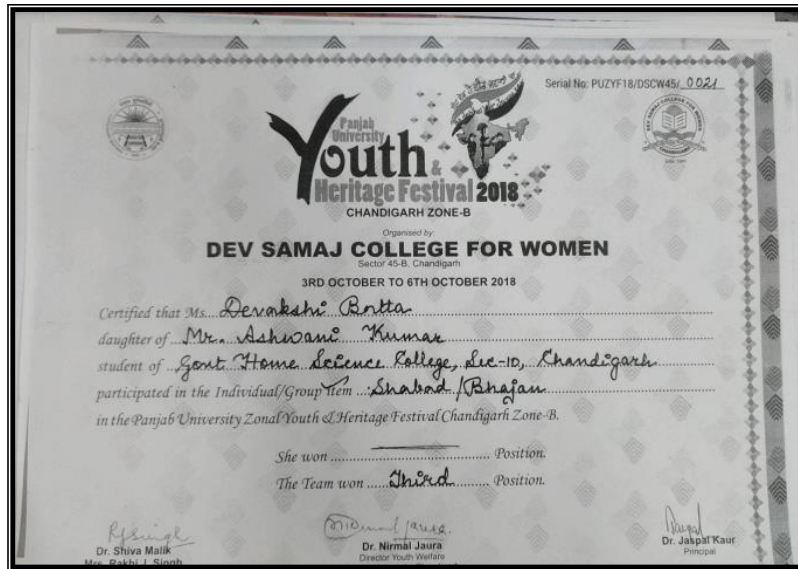 Serial No: PUZYF18/DSCW45/ 0021
Panjab
University
Youth &
Heritage Festival 2018
CHANDIGARH ZONE-B
Organised by:
DEV SAMAJ COLLEGE FOR WOMEN
Sector 45-B, Chandigarh
3RD OCTOBER TO 6TH OCTOBER 2018
Certified that Ms. Devakshi Botta
daughter of Mr. Ashwani Kumar
student of Govt Home Science College, Sec-10, Chandigarh
participated in the Individual/Group Item Shabad/Bhajan
in the Panjab University Zonal Youth & Heritage Festival Chandigarh Zone-B.
She won Position.
The Team won Third Position.
Dr. Shiva Malik
Dr. Nirmal Jaura
Dr. Jaspal Kaur
Mrs. Rakhi J. Singh
Director Youth Welfare
Principal